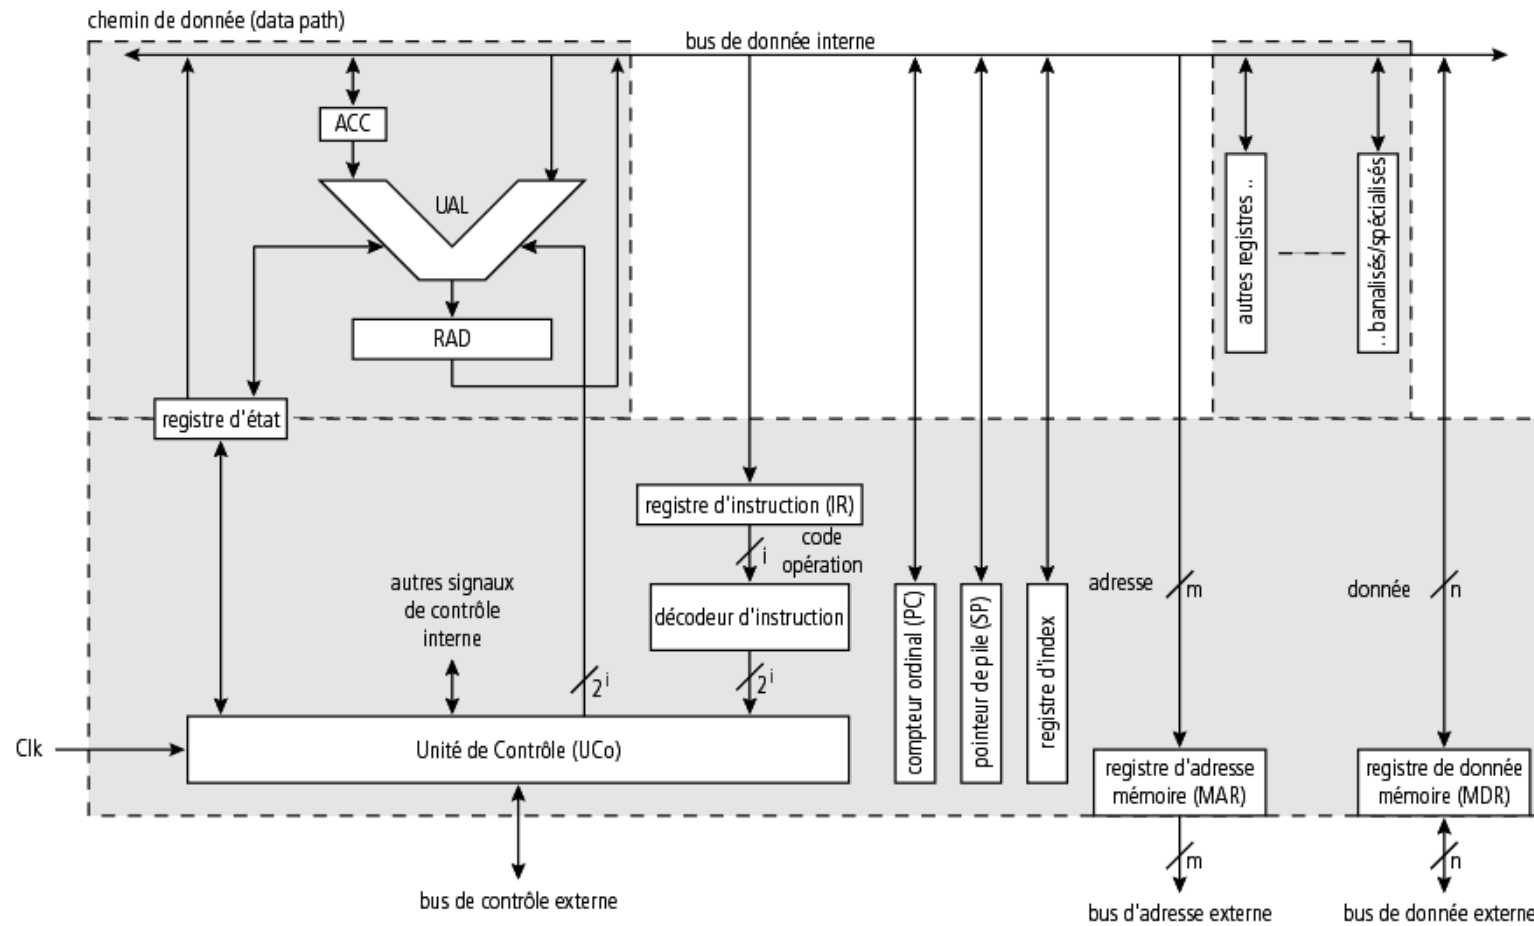 chemin de donnée (data path)
bus de donnée interne
ACC
UAL
RAD
autres registres ..
..banalisés/spécialisés
registre d'état
registre d'instruction (IR)
i
code
opération
autres signaux
de contrôle
interne
décodeur d'instruction
2^i
2^i
compteur ordinal (PC)
pointeur de pile (SP)
registre d'index
adresse
m
donnée
n
Clk
Unité de Contrôle (UCo)
registre d'adresse
mémoire (MAR)
registre de donnée
mémoire (MDR)
m
n
bus de contrôle externe
bus d'adresse externe
bus de donnée externe